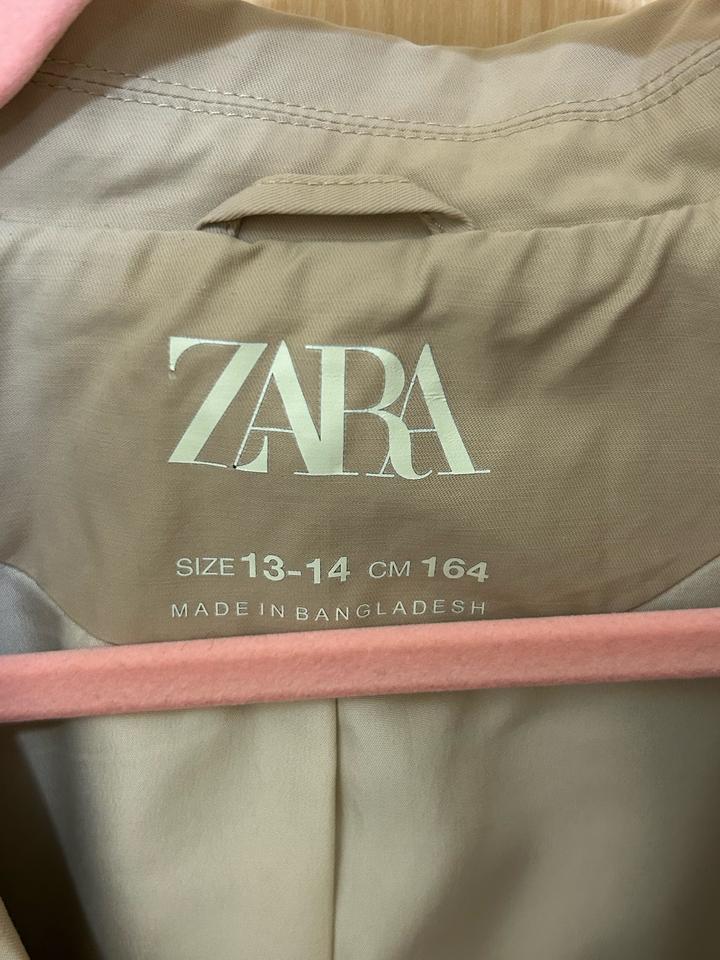 ZARA
SIZE 13-14 CM 164
MADE IN BANGLADESH